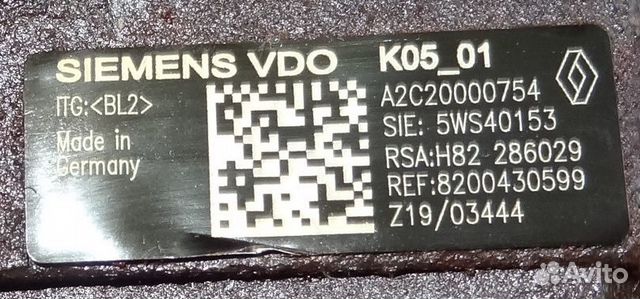 SIEMENS VDO K05_01
ITG:<BL2> A2C20000754
Made in SIE: 5WS40153
Germany RSA:H82 286029
REF:8200430599
Z19/03444
Avito